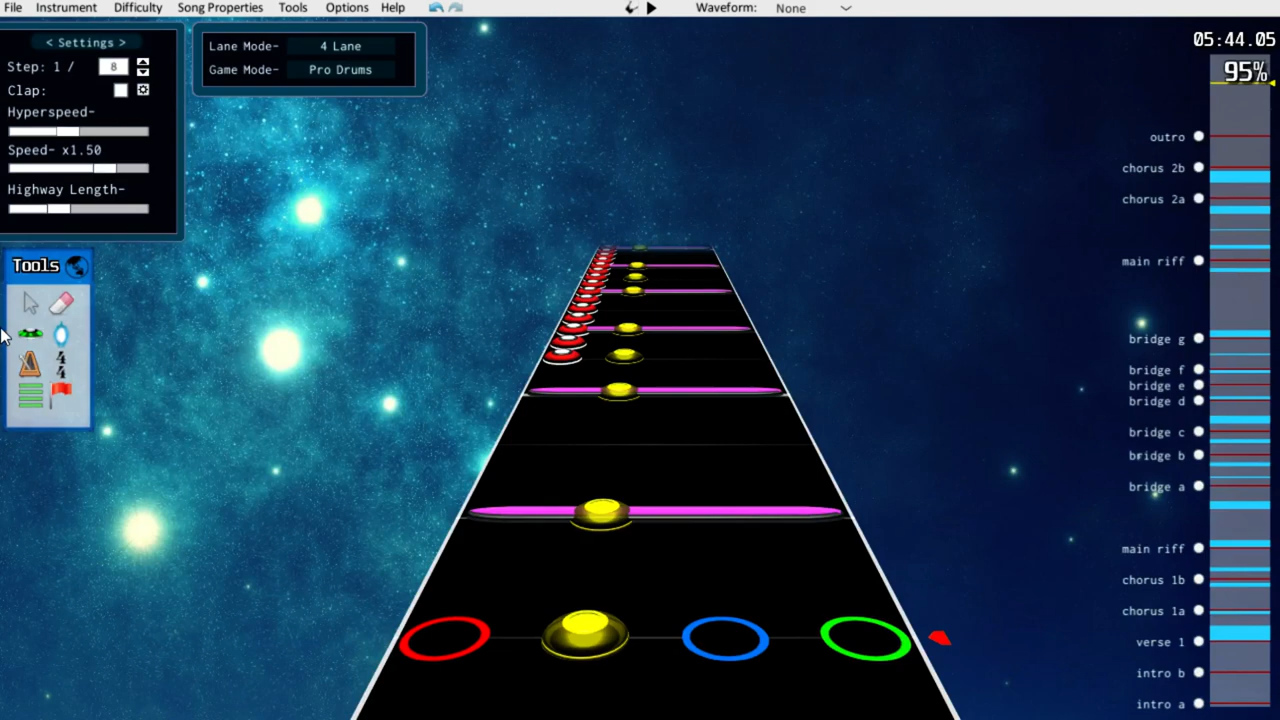 File Instrument Difficulty Song Properties Tools Options Help Waveform: None
< Settings >
Step: 1 / 8
Clap:
Hyperspeed-
Speed- x1.50
Highway Length-
Lane Mode- 4 Lane
Game Mode- Pro Drums
Tools
4
4
05:44.05
95%
outro
chorus 2b
chorus 2a
main riff
bridge g
bridge f
bridge e
bridge d
bridge c
bridge b
bridge a
main riff
chorus 1b
chorus 1a
verse 1
intro b
intro a